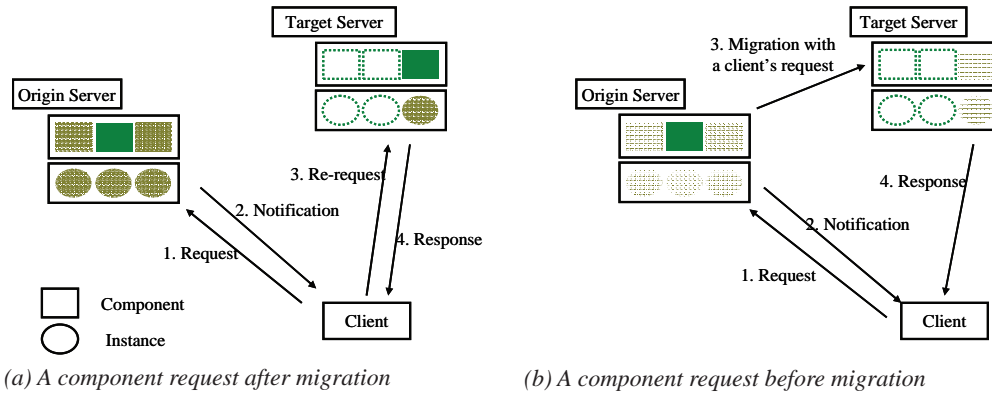 Target Server
Origin Server
3. Re-request
2. Notification
4. Response
1. Request
Component
Client
Instance
(a) A component request after migration
Target Server
3. Migration with
a client's request
Origin Server
4. Response
2. Notification
1. Request
Client
(b) A component request before migration